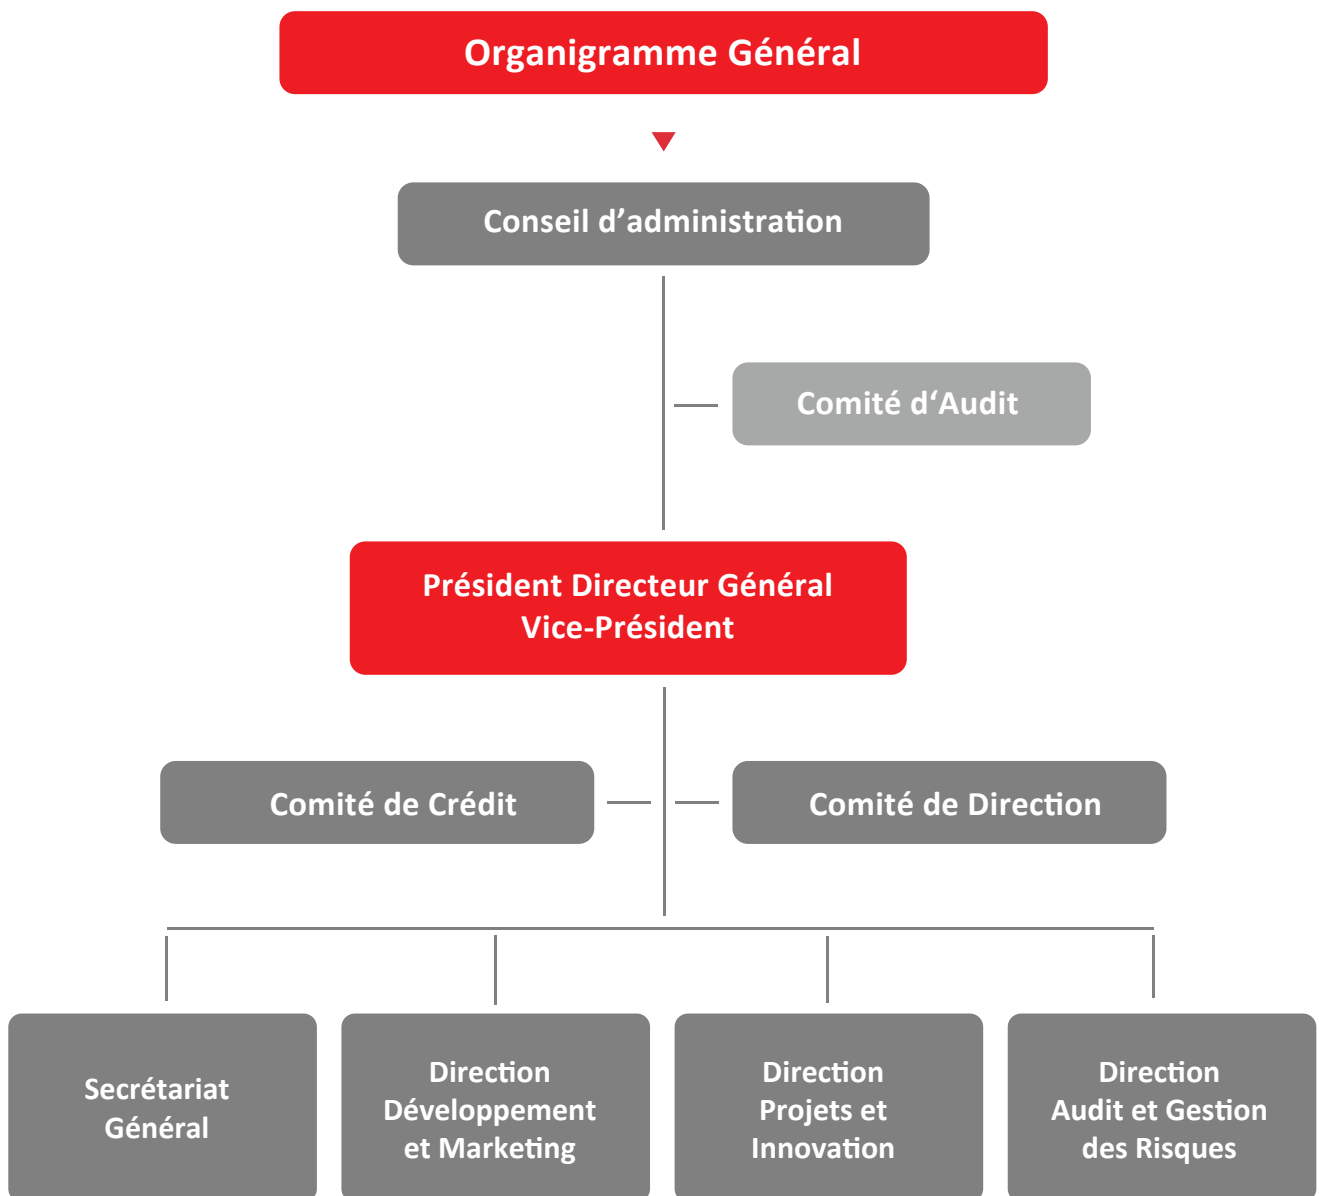 Organigramme Général
Conseil d’administration
Comité d‘Audit
Président Directeur Général
Vice-Président
Comité de Crédit
Comité de Direction
Secrétariat
Général
Direction
Développement
et Marketing
Direction
Projets et
Innovation
Direction
Audit et Gestion
des Risques